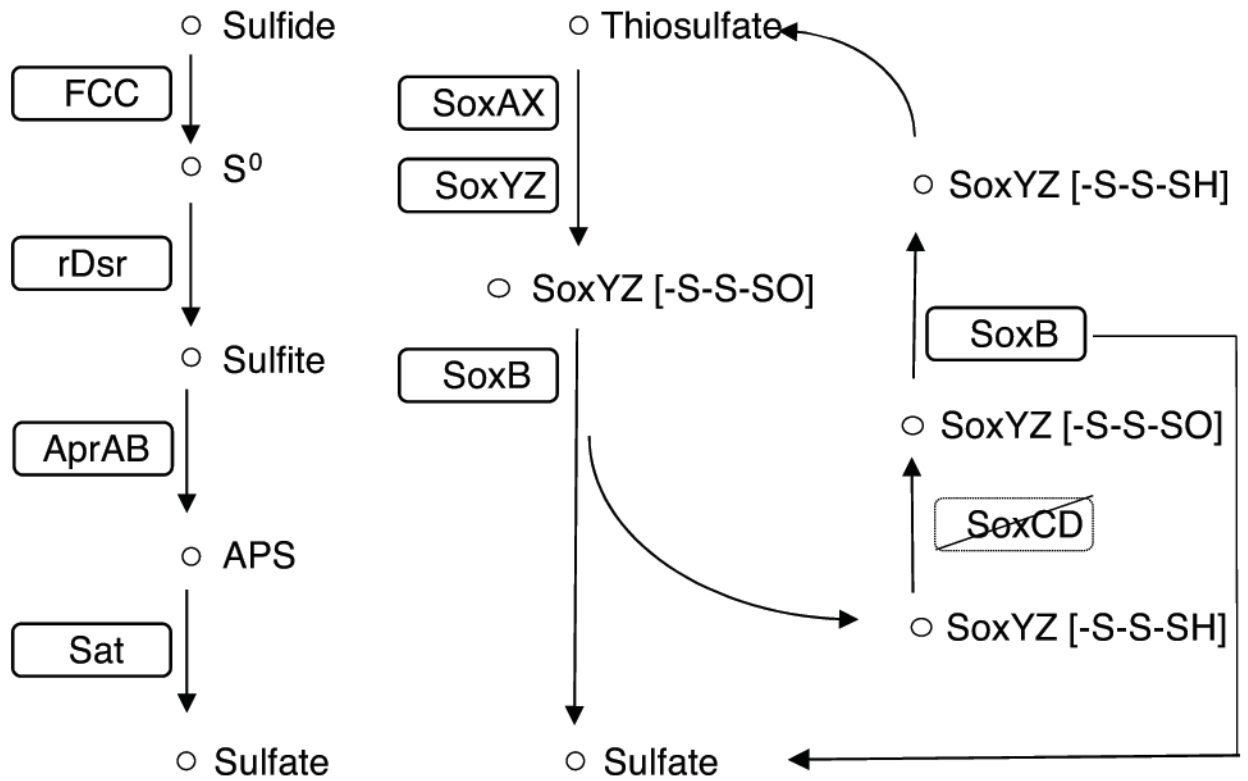 Sulfide
FCC
S⁰
rDsr
Sulfite
AprAB
APS
Sat
Sulfate
Thiosulfate
SoxAX
SoxYZ
SoxYZ [-S-S-SO]
SoxB
Sulfate
SoxYZ [-S-S-SH]
SoxB
SoxYZ [-S-S-SO]
SoxCD
SoxYZ [-S-S-SH]